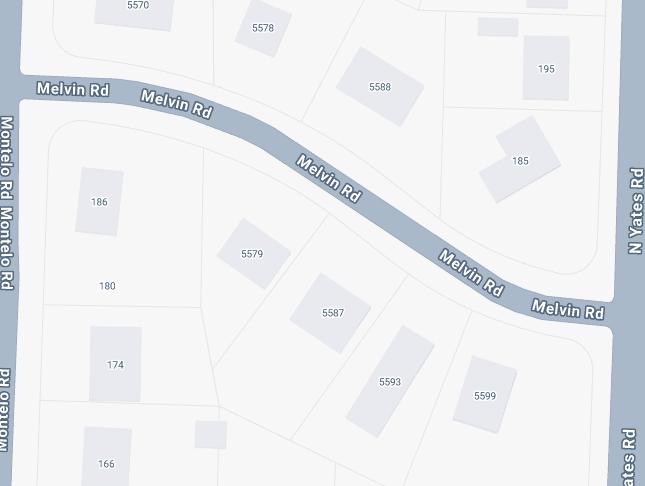 5570
5578
195
5588
Melvin Rd
Melvin Rd
185
Montelo Rd
Melvin Rd
N Yates Rd
186
Montelo Rd
5579
Melvin Rd
180
Melvin Rd
5587
174
5593
5599
Montelo Rd
166
ates Rd